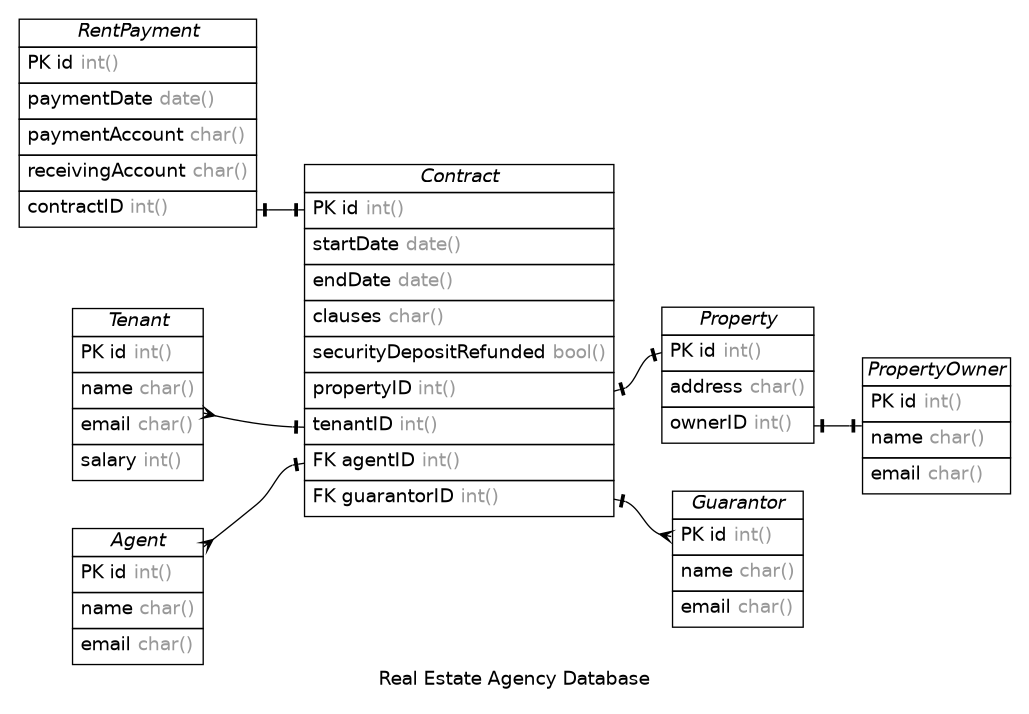 RentPayment
PK id int()
paymentDate date()
paymentAccount char()
receivingAccount char()
contractID int()
Contract
PK id int()
startDate date()
endDate date()
clauses char()
securityDepositRefunded bool()
propertyID int()
tenantID int()
FK agentID int()
FK guarantorID int()
Tenant
PK id int()
name char()
email char()
salary int()
Agent
PK id int()
name char()
email char()
Property
PK id int()
address char()
ownerID int()
PropertyOwner
PK id int()
name char()
email char()
Guarantor
PK id int()
name char()
email char()
Real Estate Agency Database